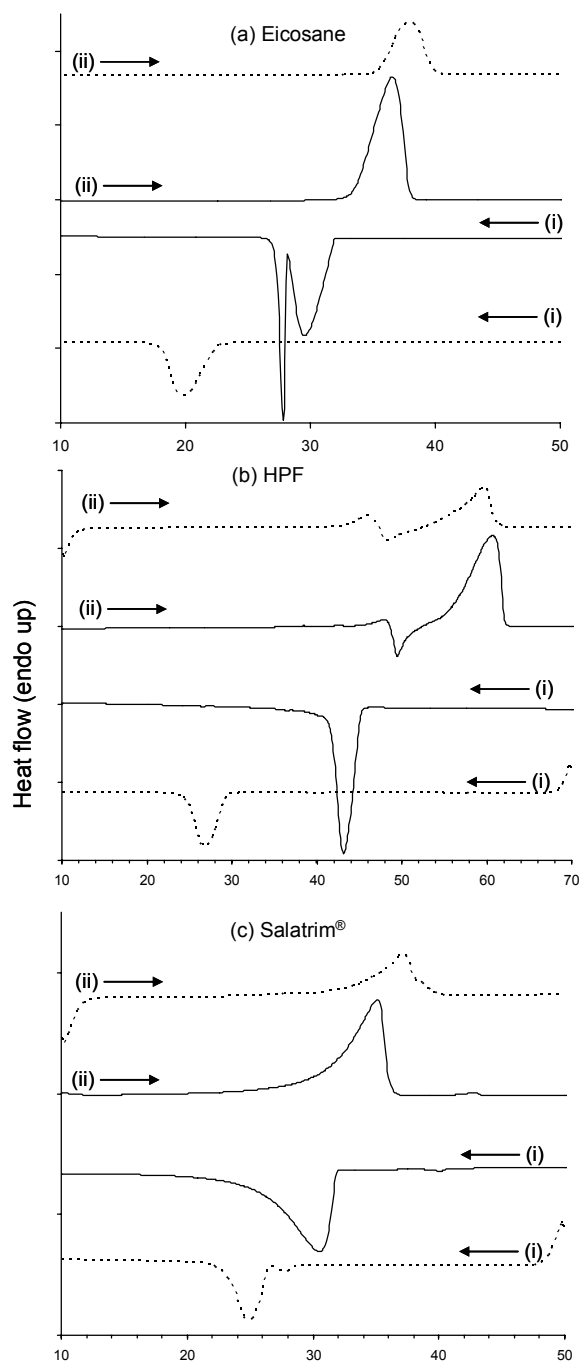 (a) Eicosane
(ii)
(ii)
(i)
(i)
10 20 30 40 50
(b) HPF
(ii)
(ii)
(i)
(i)
10 20 30 40 50 60 70
Heat flow (endo up)
(c) Salatrim®
(ii)
(ii)
(i)
(i)
10 20 30 40 50